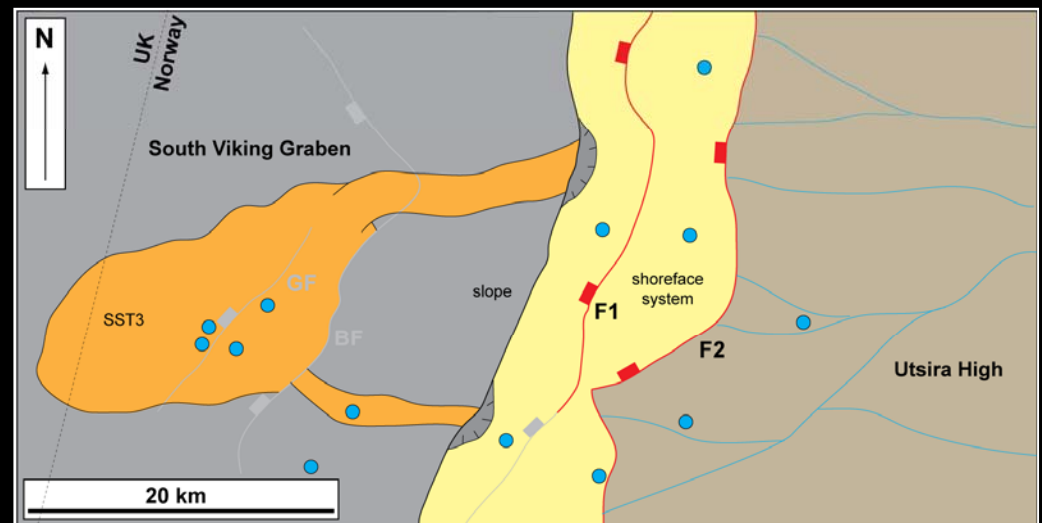 N
UK
Norway
South Viking Graben
SST3
GF
BF
slope
F1
shoreface
system
F2
Utsira High
20 km